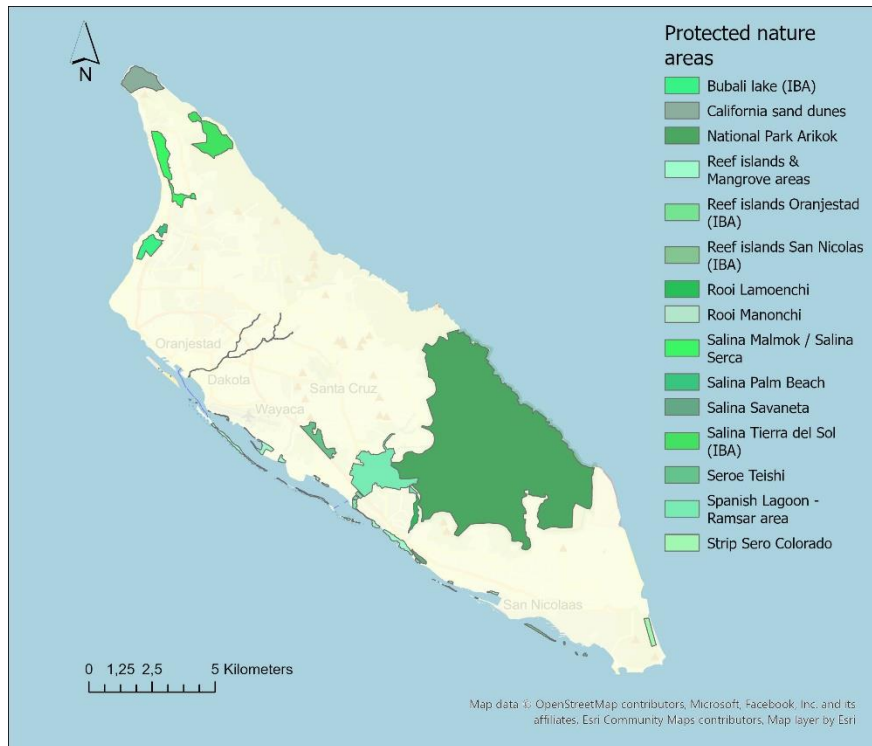 N
Protected nature
areas
Bubali lake (IBA)
California sand dunes
National Park Arikok
Reef islands &
Mangrove areas
Reef islands Oranjestad
(IBA)
Reef islands San Nicolas
(IBA)
Rooi Lamoenchi
Rooi Manonchi
Salina Malmok / Salina
Serca
Salina Palm Beach
Salina Savaneta
Salina Tierra del Sol
(IBA)
Seroe Teishi
Spanish Lagoon -
Ramsar area
Strip Sero Colorado
Oranjestad
Dakota
Santa Cruz
Wayaca
San Nicolaas
0 1,25 2,5 5 Kilometers
Map data © OpenStreetMap contributors, Microsoft, Facebook, Inc. and its
affiliates, Esri Community Maps contributors, Map layer by Esri